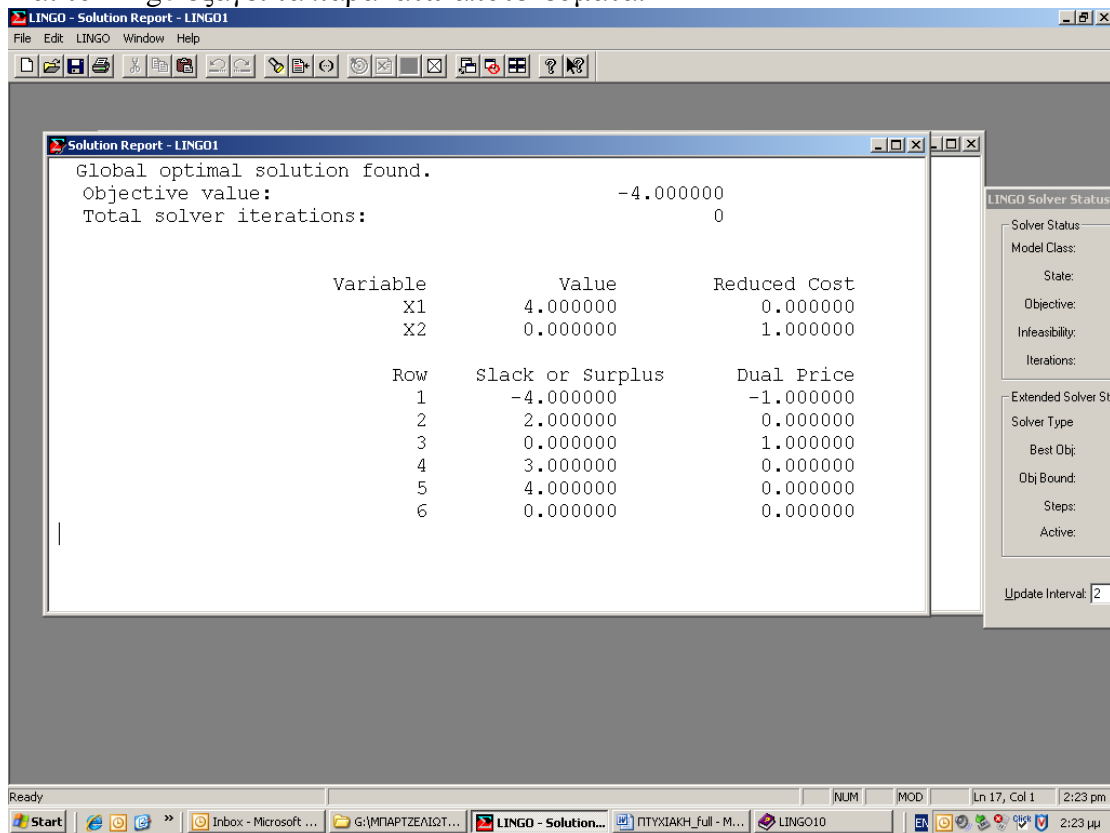 LINGO - Solution Report - LINGO1
File Edit LINGO Window Help
Solution Report - LINGO1
Global optimal solution found.
Objective value: -4.000000
Total solver iterations: 0
Variable Value Reduced Cost
X1 4.000000 0.000000
X2 0.000000 1.000000
Row Slack or Surplus Dual Price
1 -4.000000 -1.000000
2 2.000000 0.000000
3 0.000000 1.000000
4 3.000000 0.000000
5 4.000000 0.000000
6 0.000000 0.000000
LINGO Solver Status
Solver Status
Model Class:
State:
Objective:
Infeasibility:
Iterations:
Extended Solver St
Solver Type
Best Obj:
Obj Bound:
Steps:
Active:
Update Interval: 2
Ready NUM MOD Ln 17, Col 1 2:23 pm
Start » Inbox - Microsoft ... G:\ΜΠΑΡΤΖΕΛΙΩΤ... LINGO - Solution... ΠΤΥΧΙΑΚΗ_full - M... LINGO10 EN 2:23 μμ